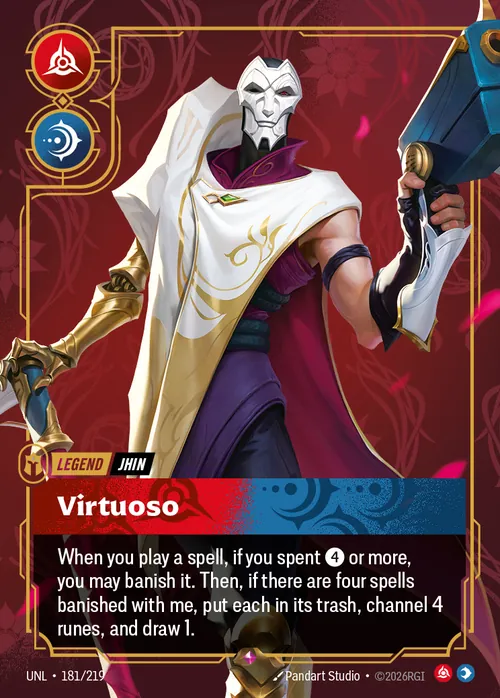 LEGEND JHIN
Virtuoso
When you play a spell, if you spent 4 or more,
you may banish it. Then, if there are four spells
banished with me, put each in its trash, channel 4
runes, and draw 1.
UNL • 181/219 Pandart Studio • ©2026RGI